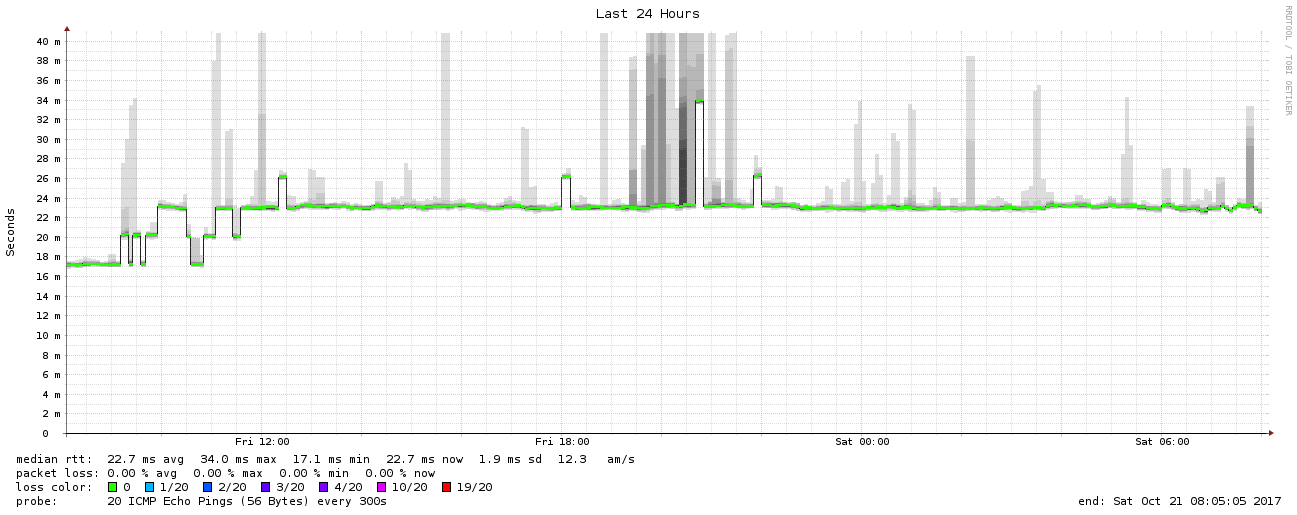 Last 24 Hours
RRDTOOL / TOBI OETIKER
Seconds
40 m
38 m
36 m
34 m
32 m
30 m
28 m
26 m
24 m
22 m
20 m
18 m
16 m
14 m
12 m
10 m
8 m
6 m
4 m
2 m
0
Fri 12:00 Fri 18:00 Sat 00:00 Sat 06:00
median rtt: 22.7 ms avg 34.0 ms max 17.1 ms min 22.7 ms now 1.9 ms sd 12.3 am/s
packet loss: 0.00 % avg 0.00 % max 0.00 % min 0.00 % now
loss color: 0 1/20 2/20 3/20 4/20 10/20 19/20
probe: 20 ICMP Echo Pings (56 Bytes) every 300s end: Sat Oct 21 08:05:05 2017